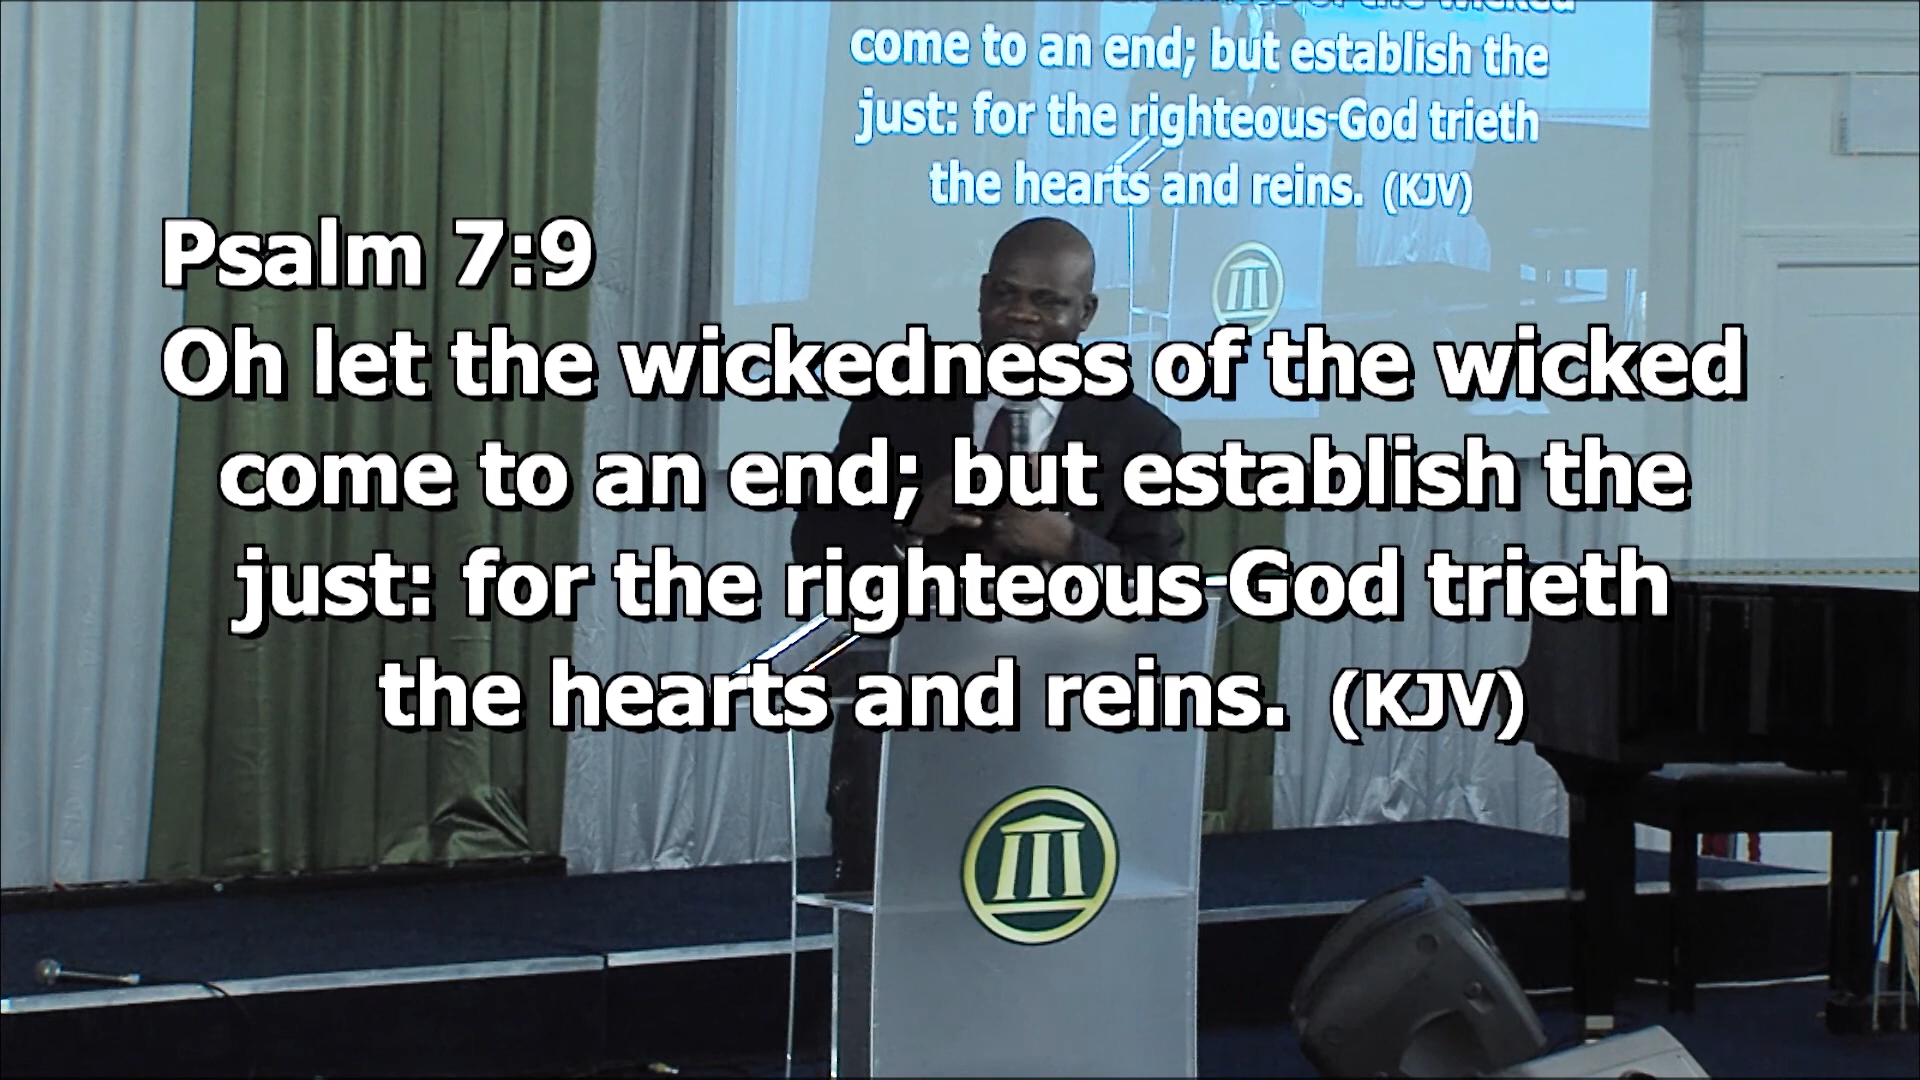 wicked
come to an end; but establish the
just: for the righteous God trieth
the hearts and reins. (KJV)
Psalm 7:9
Oh let the wickedness of the wicked
come to an end; but establish the
just: for the righteous God trieth
the hearts and reins. (KJV)